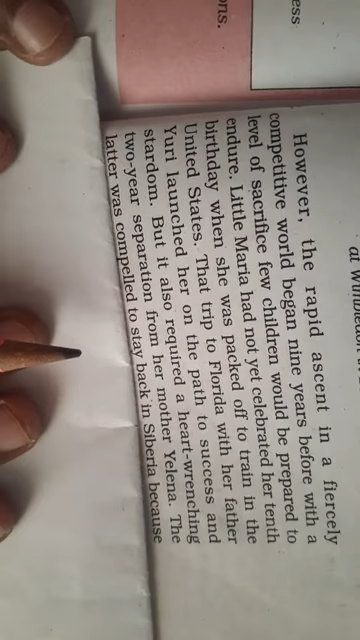 ess
ons.
at Wimbledon in
However, the rapid ascent in a fiercely
competitive world began nine years before with a
level of sacrifice few children would be prepared to
endure. Little Maria had not yet celebrated her tenth
birthday when she was packed off to train in the
United States. That trip to Florida with her father
Yuri launched her on the path to success and
stardom. But it also required a heart-wrenching
two-year separation from her mother Yelena. The
latter was compelled to stay back in Siberia because